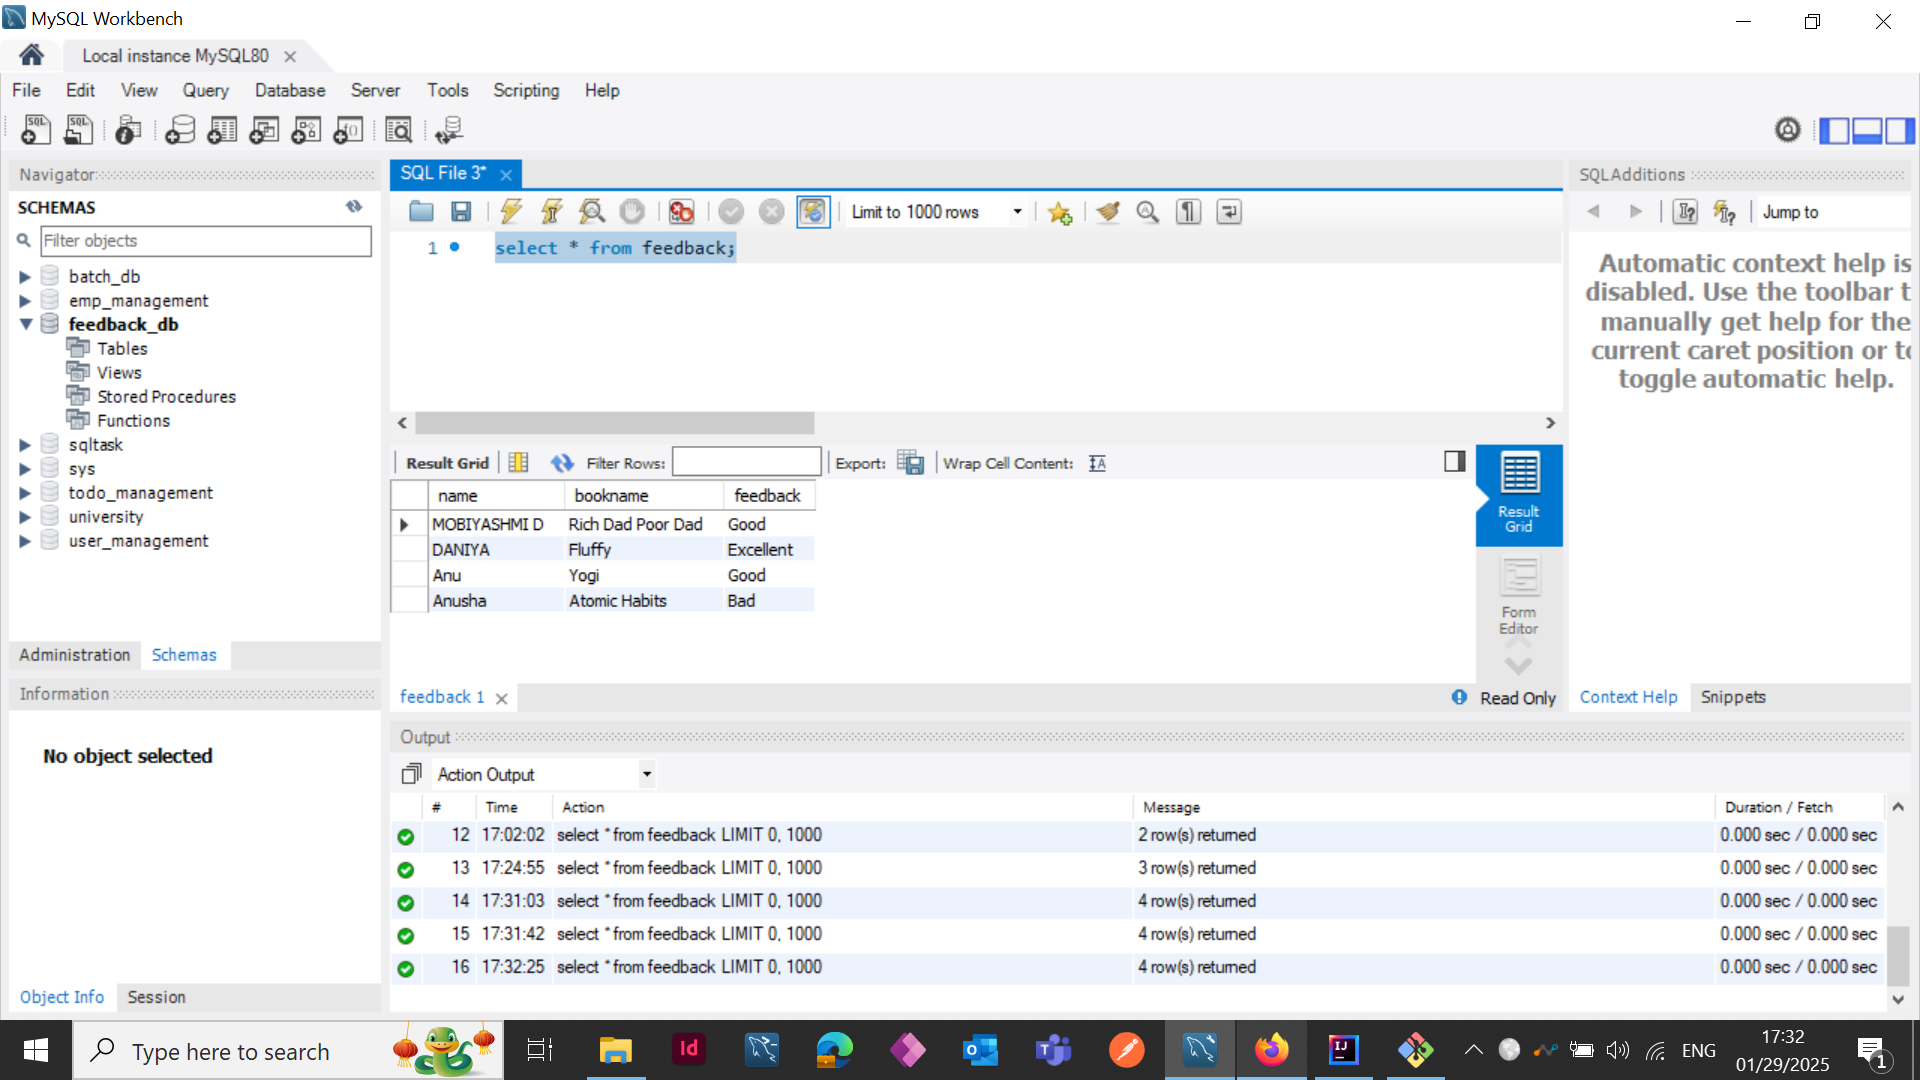 MySQL Workbench
Local instance MySQL80
File Edit View Query Database Server Tools Scripting Help
Navigator
SCHEMAS
Filter objects
batch_db
emp_management
feedback_db
Tables
Views
Stored Procedures
Functions
sqltask
sys
todo_management
university
user_management
Administration Schemas
Information
No object selected
Object Info Session
SQL File 3*
Limit to 1000 rows
1 select * from feedback;
Result Grid Filter Rows: Export: Wrap Cell Content:
name bookname feedback
MOBIYASHMI D Rich Dad Poor Dad Good
DANIYA Fluffy Excellent
Anu Yogi Good
Anusha Atomic Habits Bad
Result
Grid
Form
Editor
feedback 1
Read Only
SQLAdditions
Jump to
Automatic context help is
disabled. Use the toolbar t
manually get help for the
current caret position or to
toggle automatic help.
Context Help Snippets
Output
Action Output
# Time Action Message Duration / Fetch
12 17:02:02 select * from feedback LIMIT 0, 1000 2 row(s) returned 0.000 sec / 0.000 sec
13 17:24:55 select * from feedback LIMIT 0, 1000 3 row(s) returned 0.000 sec / 0.000 sec
14 17:31:03 select * from feedback LIMIT 0, 1000 4 row(s) returned 0.000 sec / 0.000 sec
15 17:31:42 select * from feedback LIMIT 0, 1000 4 row(s) returned 0.000 sec / 0.000 sec
16 17:32:25 select * from feedback LIMIT 0, 1000 4 row(s) returned 0.000 sec / 0.000 sec
Type here to search
ENG
17:32
01/29/2025
1